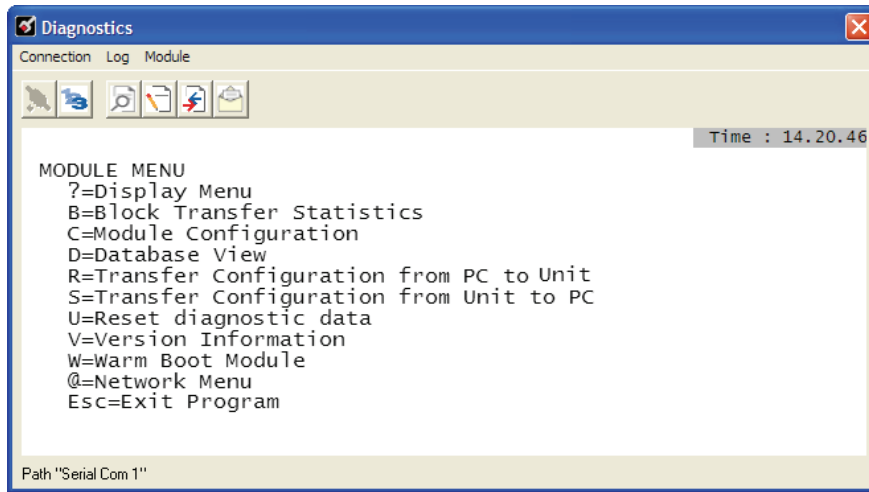 Diagnostics
Connection Log Module
Time : 14.20.46
MODULE MENU
?=Display Menu
B=Block Transfer Statistics
C=Module Configuration
D=Database View
R=Transfer Configuration from PC to Unit
S=Transfer Configuration from Unit to PC
U=Reset diagnostic data
V=Version Information
W=Warm Boot Module
@=Network Menu
Esc=Exit Program
Path "Serial Com 1"